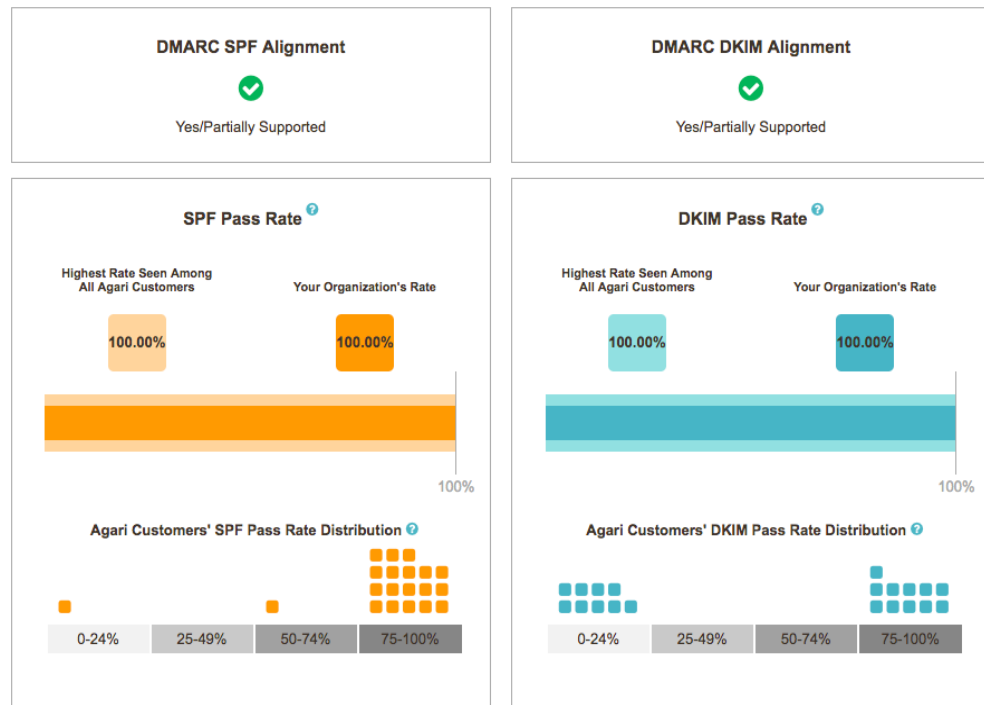 DMARC SPF Alignment
Yes/Partially Supported
DMARC DKIM Alignment
Yes/Partially Supported
SPF Pass Rate ?
Highest Rate Seen Among
All Agari Customers
Your Organization's Rate
100.00%
100.00%
100%
Agari Customers' SPF Pass Rate Distribution ?
0-24%
25-49%
50-74%
75-100%
DKIM Pass Rate ?
Highest Rate Seen Among
All Agari Customers
Your Organization's Rate
100.00%
100.00%
100%
Agari Customers' DKIM Pass Rate Distribution ?
0-24%
25-49%
50-74%
75-100%